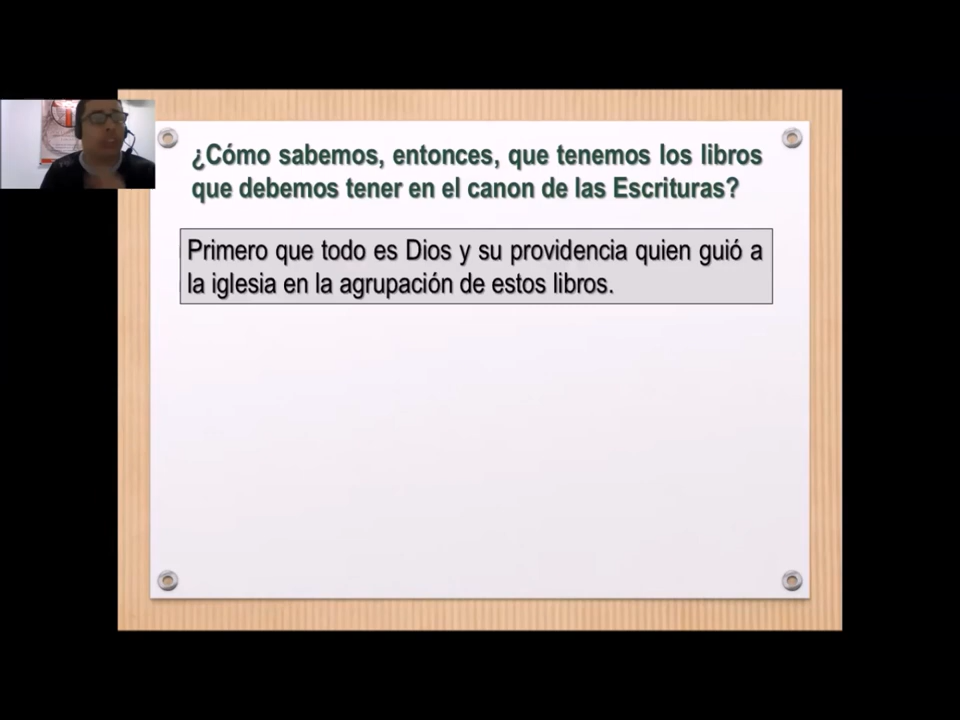 ¿Cómo sabemos, entonces, que tenemos los libros
que debemos tener en el canon de las Escrituras?
Primero que todo es Dios y su providencia quien guió a
la iglesia en la agrupación de estos libros.